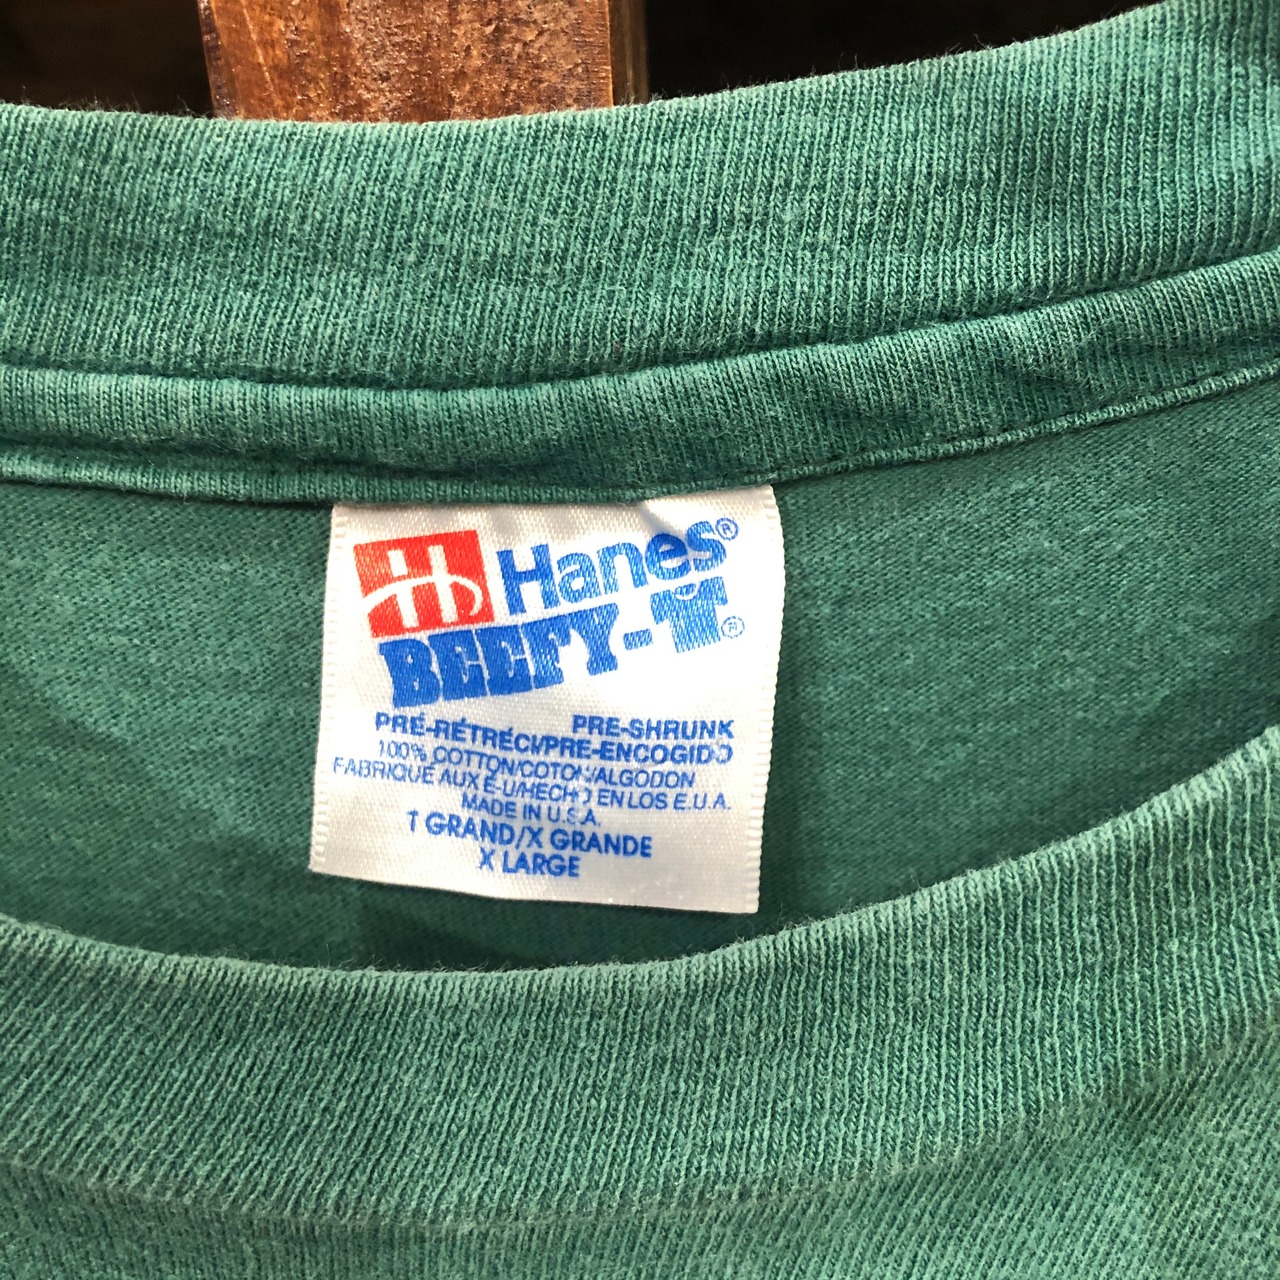 H Hanes®
BEEFY-T®
PRE-SHRUNK
PRÉ-RÉTRÉCI/PRE-ENCOGIDO
100% COTTON/COTON/ALGODON
FABRIQUÉ AUX É-U/HECHO EN LOS E.U.A.
MADE IN U.S.A.
T GRAND/X GRANDE
X LARGE